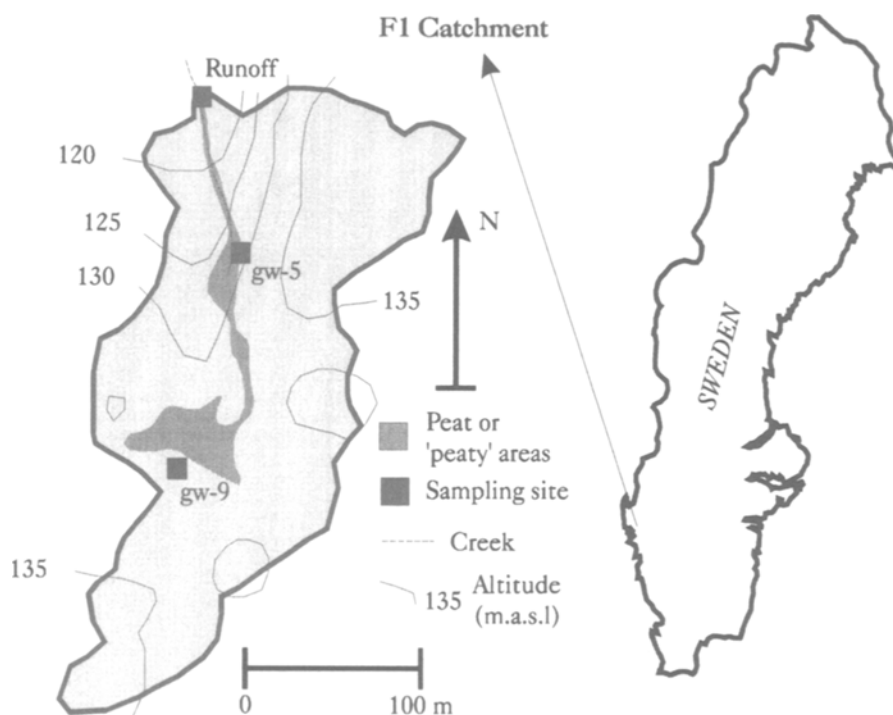 F1 Catchment
Runoff
120
125
130
gw-5
135
N
SWEDEN
Peat or
'peaty' areas
Sampling site
gw-9
Creek
135
135 Altitude
(m.a.s.l)
0
100 m